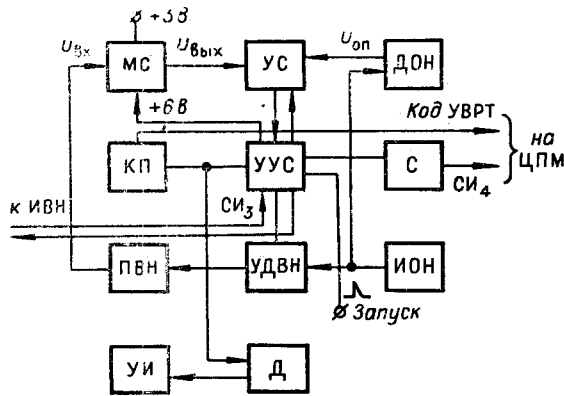 +3В
Uвх
МС
Uвых
УС
Uоп
ДОН
+6В
Код УВРТ
на ЦПМ
КП
УУС
С
СИ4
к ИВН
СИ3
ПВН
УДВН
ИОН
Запуск
УИ
Д